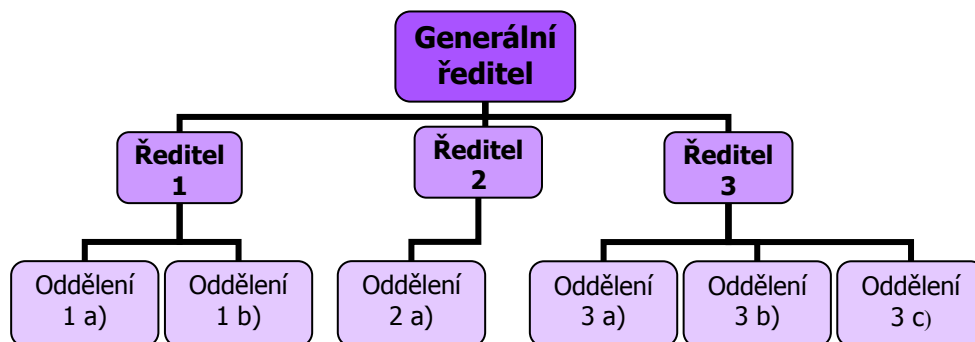 Generální
ředitel
Ředitel
1
Ředitel
2
Ředitel
3
Oddělení
1 a)
Oddělení
1 b)
Oddělení
2 a)
Oddělení
3 a)
Oddělení
3 b)
Oddělení
3 c)